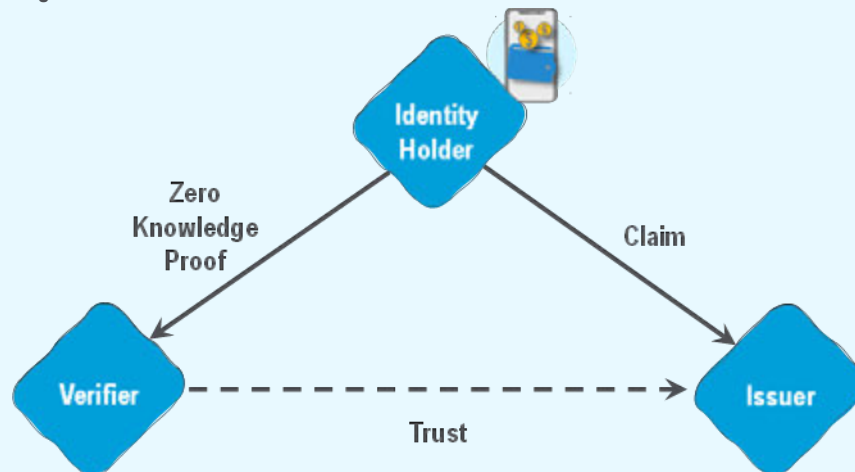 Identity
Holder
Zero
Knowledge
Proof
Claim
Verifier
Issuer
Trust